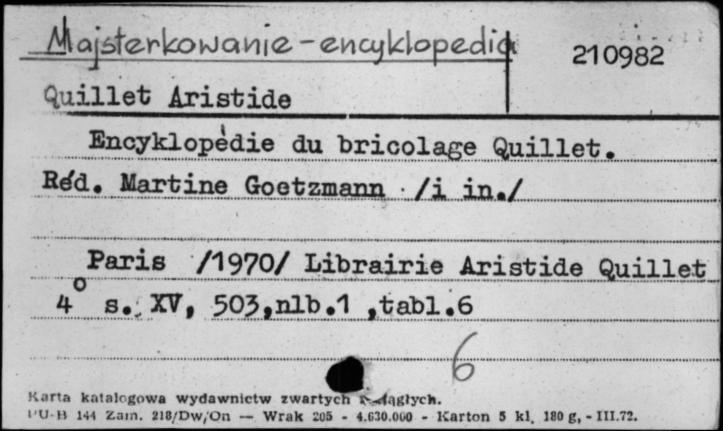 Majsterkowanie - encyklopedia
210982
Quillet Aristide
Encyklopèdie du bricolage Quillet.
Réd. Martine Goetzmann /i in./
Paris /1970/ Librairie Aristide Quillet
4° s. XV, 503,nlb.1 ,tabl.6
6
Karta katalogowa wydawnictw zwartych i ciągłych.
PU-B 144 Zam. 218/Dw/On — Wrak 205 - 4.630.000 - Karton 5 kl. 180 g, - III.72.